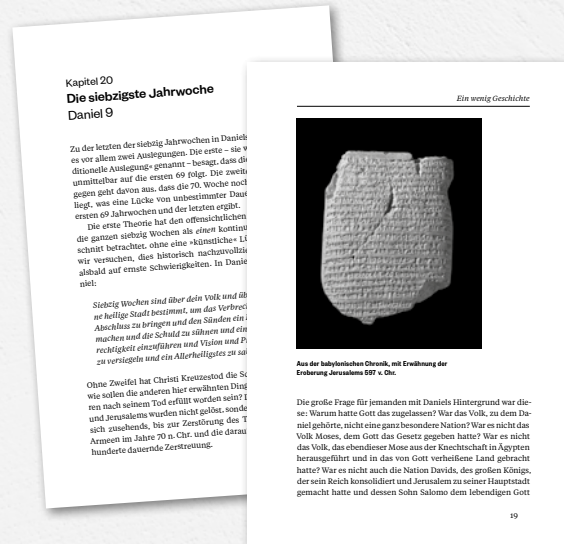 Kapitel 20
Die siebzigste Jahrwoche
Daniel 9
Zu der letzten der siebzig Jahrwochen in Daniels
es vor allem zwei Auslegungen. Die erste – sie w
ditionelle Auslegung« genannt – besagt, dass die
unmittelbar auf die ersten 69 folgt. Die zweite
gegen geht davon aus, dass die 70. Woche noch
liegt, was eine Lücke von unbestimmter Daue
ersten 69 Jahrwochen und der letzten ergibt.
Die erste Theorie hat den offensichtlichen
die ganzen siebzig Wochen als einen kontinu
schnitt betrachtet, ohne eine »künstliche« Lü
wir versuchen, dies historisch nachzuvollzie
alsbald auf ernste Schwierigkeiten. In Danie
niel:
Siebzig Wochen sind über dein Volk und üb
ne heilige Stadt bestimmt, um das Verbrech
Abschluss zu bringen und den Sünden ein
machen und die Schuld zu sühnen und ein
rechtigkeit einzuführen und Vision und P
zu versiegeln und ein Allerheiligstes zu sa
Ohne Zweifel hat Christi Kreuzestod die Sc
wie sollen die anderen hier erwähnten Ding
ren nach seinem Tod erfüllt worden sein? D
und Jerusalems wurden nicht gelöst, sonde
sich zusehends, bis zur Zerstörung des T
Armeen im Jahre 70 n. Chr. und die darau
hunderte dauernde Zerstreuung.
Ein wenig Geschichte
Aus der babylonischen Chronik, mit Erwähnung der
Eroberung Jerusalems 597 v. Chr.
Die große Frage für jemanden mit Daniels Hintergrund war die-
se: Warum hatte Gott das zugelassen? War das Volk, zu dem Da-
niel gehörte, nicht eine ganz besondere Nation? War es nicht das
Volk Moses, dem Gott das Gesetz gegeben hatte? War es nicht
das Volk, das ebendieser Mose aus der Knechtschaft in Ägypten
herausgeführt und in das von Gott verheißene Land gebracht
hatte? War es nicht auch die Nation Davids, des großen Königs,
der sein Reich konsolidiert und Jerusalem zu seiner Hauptstadt
gemacht hatte und dessen Sohn Salomo dem lebendigen Gott
19